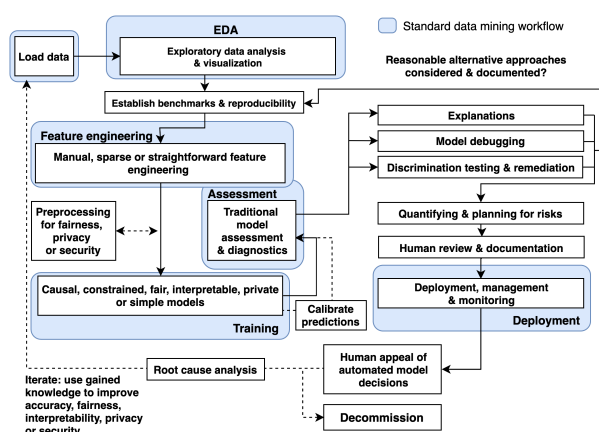 EDA
Standard data mining workflow
Load data
Exploratory data analysis
& visualization
Reasonable alternative approaches
considered & documented?
Establish benchmarks & reproducibility
Explanations
Feature engineering
Model debugging
Manual, sparse or straightforward feature
engineering
Discrimination testing & remediation
Assessment
Preprocessing
for fairness,
privacy
or security
Traditional
model
assessment
& diagnostics
Quantifying & planning for risks
Human review & documentation
Causal, constrained, fair, interpretable, private
or simple models
Deployment, management
& monitoring
Training
Calibrate
predictions
Deployment
Root cause analysis
Human appeal of
automated model
decisions
Iterate: use gained
knowledge to improve
accuracy, fairness,
interpretability, privacy
or security
Decommission